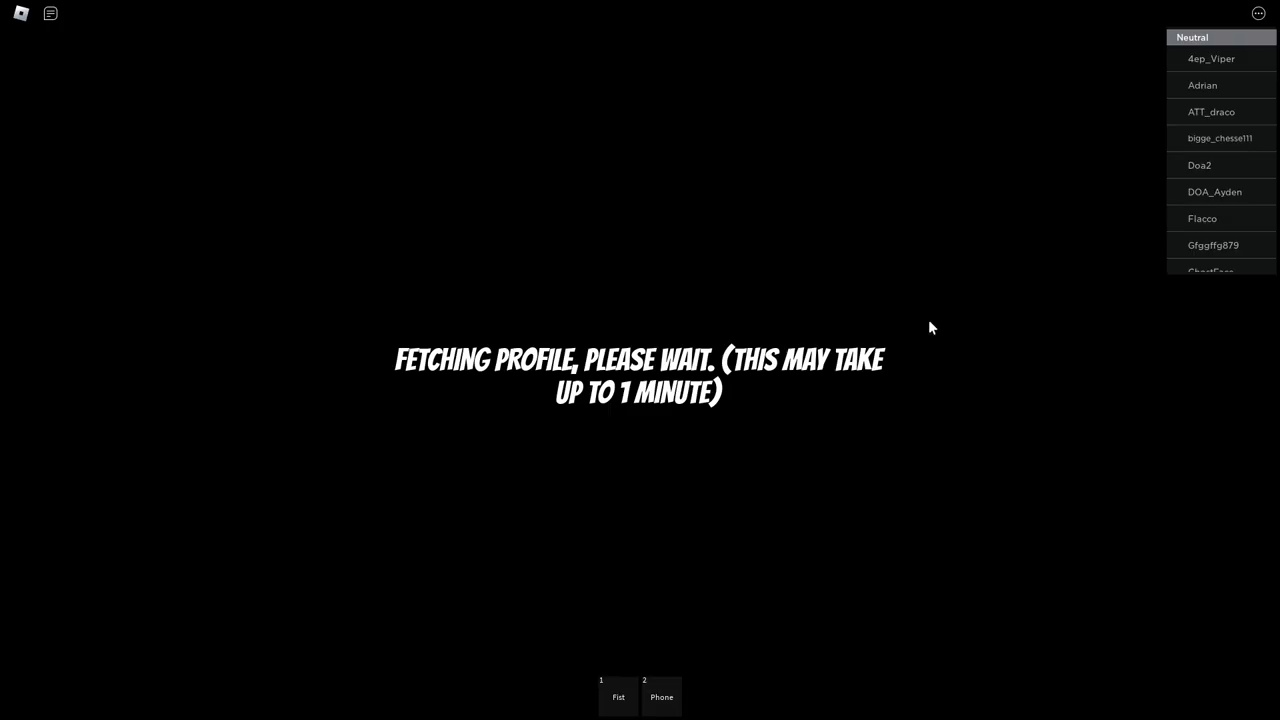 Neutral
4ep_Viper
Adrian
ATT_draco
bigge_chesse111
Doa2
DOA_Ayden
Flacco
Gfggffg879
FETCHING PROFILE, PLEASE WAIT. (THIS MAY TAKE
UP TO 1 MINUTE)
1 2
Fist Phone